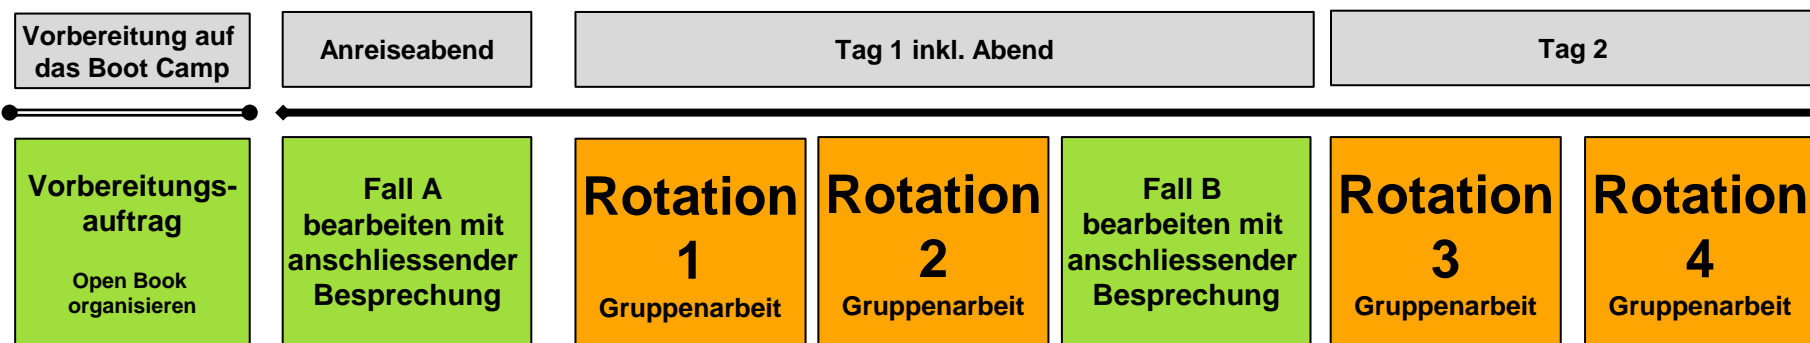 Vorbereitung auf
das Boot Camp
Anreiseabend
Tag 1 inkl. Abend
Tag 2
Vorbereitungs-
auftrag
Open Book
organisieren
Fall A
bearbeiten mit
anschliessender
Besprechung
Rotation
1
Gruppenarbeit
Rotation
2
Gruppenarbeit
Fall B
bearbeiten mit
anschliessender
Besprechung
Rotation
3
Gruppenarbeit
Rotation
4
Gruppenarbeit